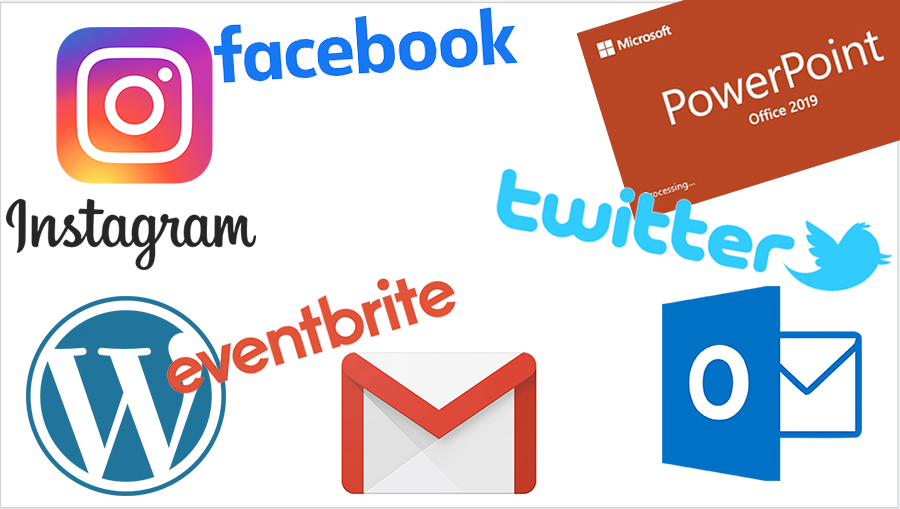 facebook
Microsoft
PowerPoint
Office 2019
Instagram
twitter
eventbrite
W
O